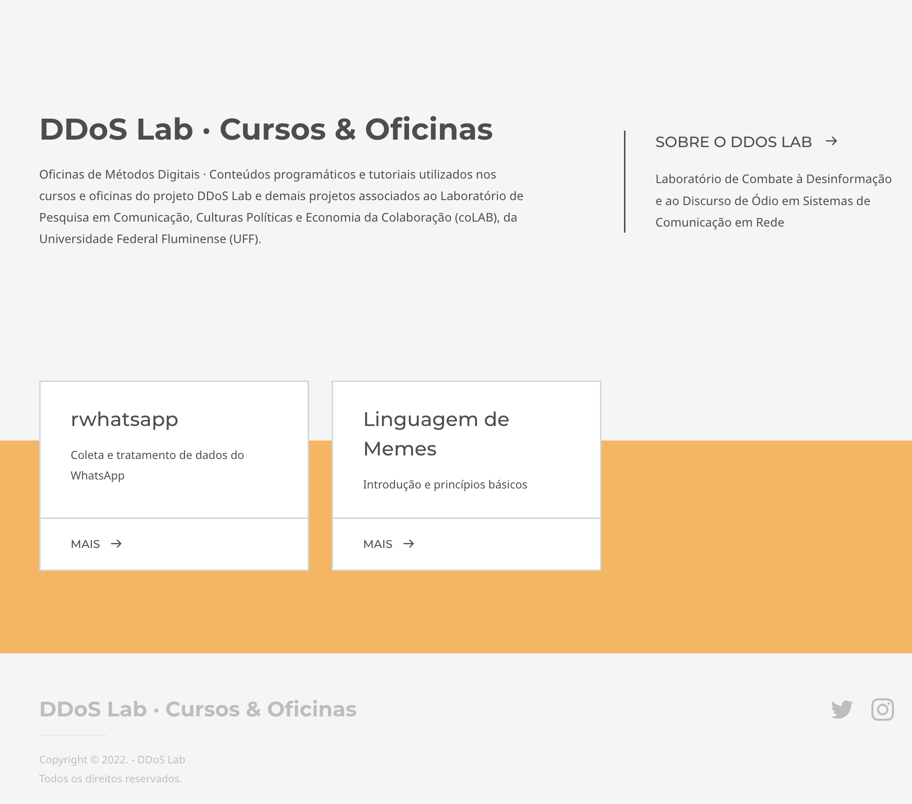 DDoS Lab · Cursos & Oficinas
Oficinas de Métodos Digitais · Conteúdos programáticos e tutoriais utilizados nos
cursos e oficinas do projeto DDoS Lab e demais projetos associados ao Laboratório de
Pesquisa em Comunicação, Culturas Políticas e Economia da Colaboração (coLAB), da
Universidade Federal Fluminense (UFF).
SOBRE O DDOS LAB →
Laboratório de Combate à Desinformação
e ao Discurso de Ódio em Sistemas de
Comunicação em Rede
rwhatsapp
Coleta e tratamento de dados do
WhatsApp
MAIS →
Linguagem de
Memes
Introdução e princípios básicos
MAIS →
DDoS Lab · Cursos & Oficinas
Copyright © 2022. - DDoS Lab
Todos os direitos reservados.